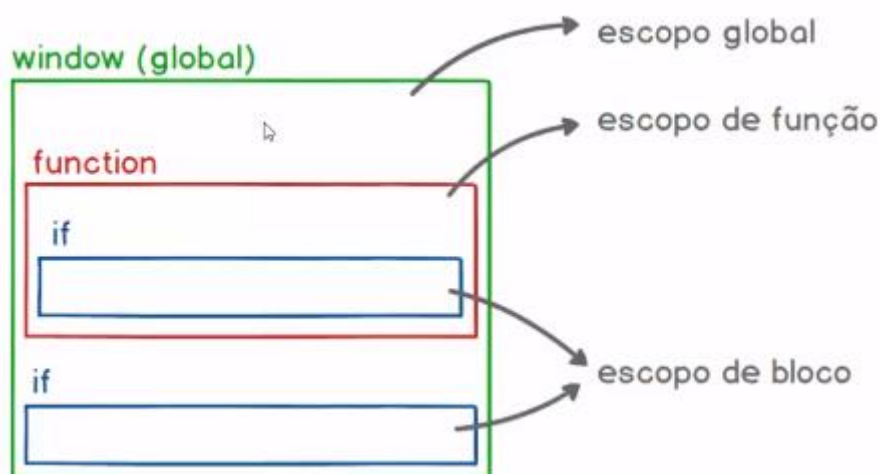 escopo global
window (global)
escopo de função
function
if
if
escopo de bloco